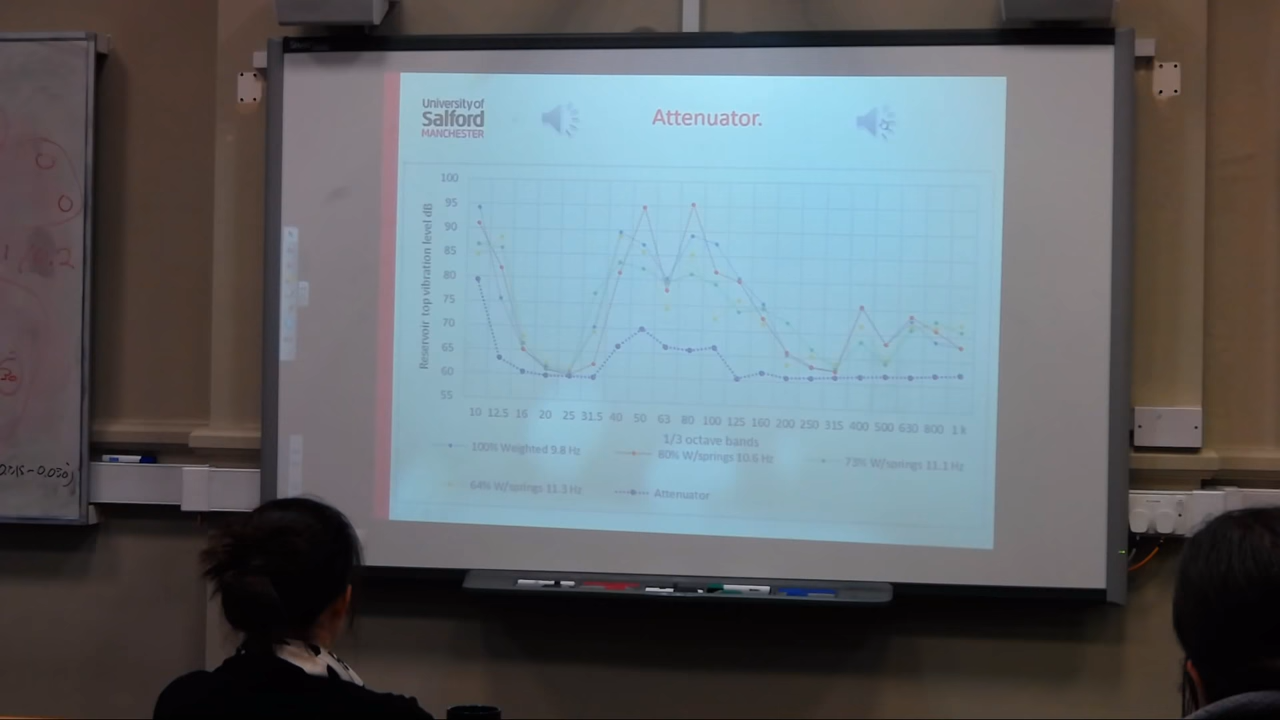 University of
Salford
MANCHESTER
Attenuator.
Reservoir top vibration level dB
100
95
90
85
80
75
70
65
60
55
10 12.5 16 20 25 31.5 40 50 63 80 100 125 160 200 250 315 400 500 630 800 1 k
1/3 octave bands
100% Weighted 9.8 Hz
80% W/springs 10.5 Hz
73% W/springs 11.1 Hz
64% W/springs 11.3 Hz
Attenuator